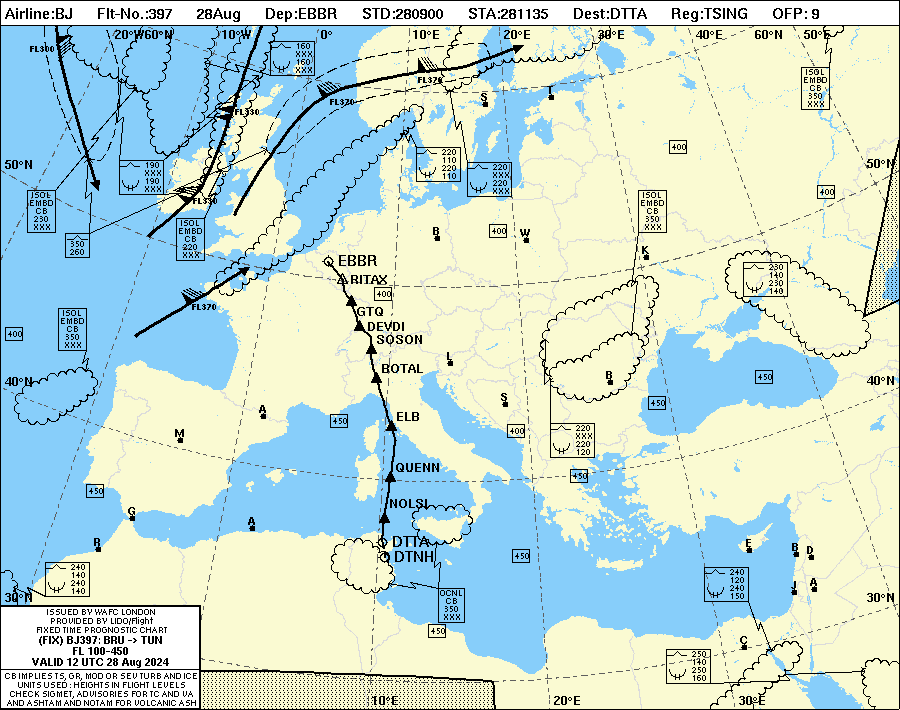 Airline:BJ Flt-No.:397 28Aug Dep:EBBR STD:280900 STA:281135 Dest:DTTA Reg:TSING OFP: 9
20°W60°N 10°W 0° 10°E 20°E 30°E 60°N 50°E
FL300
160
XXX
160
XXX
FL370
FL370
FL330
ISOL
EMBD
CB
350
XXX
S
T
400
50°N
50°N
190
XXX
190
XXX
220
110
220
110
220
XXX
220
XXX
400
FL330
ISOL
EMBD
CB
230
XXX
ISOL
EMBD
CB
220
XXX
ISOL
EMBD
CB
350
XXX
350
260
B
400
W
K
EBBR
RITAX
400
230
140
230
140
FL370
GTQ
DEVDI
SOSON
400
ISOL
EMBD
CB
350
XXX
L
BOTAL
B
450
40°N
40°N
S
450
A
450
ELB
400
M
220
XXX
220
120
QUENN
450
450
NOLSI
G
A
DTTA
DTNH
R
450
E
B
D
240
140
240
140
240
120
240
150
J
A
30°N
30°N
OCNL
CB
350
XXX
450
C
250
140
250
160
ISSUED BY WAFC LONDON
PROVIDED BY LIDO/Flight
FIXED TIME PROGNOSTIC CHART
(FIX) BJ397: BRU -> TUN
FL 100-450
VALID 12 UTC 28 Aug 2024
CB IMPLIES TS, GR, MOD OR SEV TURB AND ICE
UNITS USED : HEIGHTS IN FLIGHT LEVELS
CHECK SIGMET, ADVISORIES FOR TC AND VA
AND ASHTAM AND NOTAM FOR VOLCANIC ASH
10°E 20°E 30°E